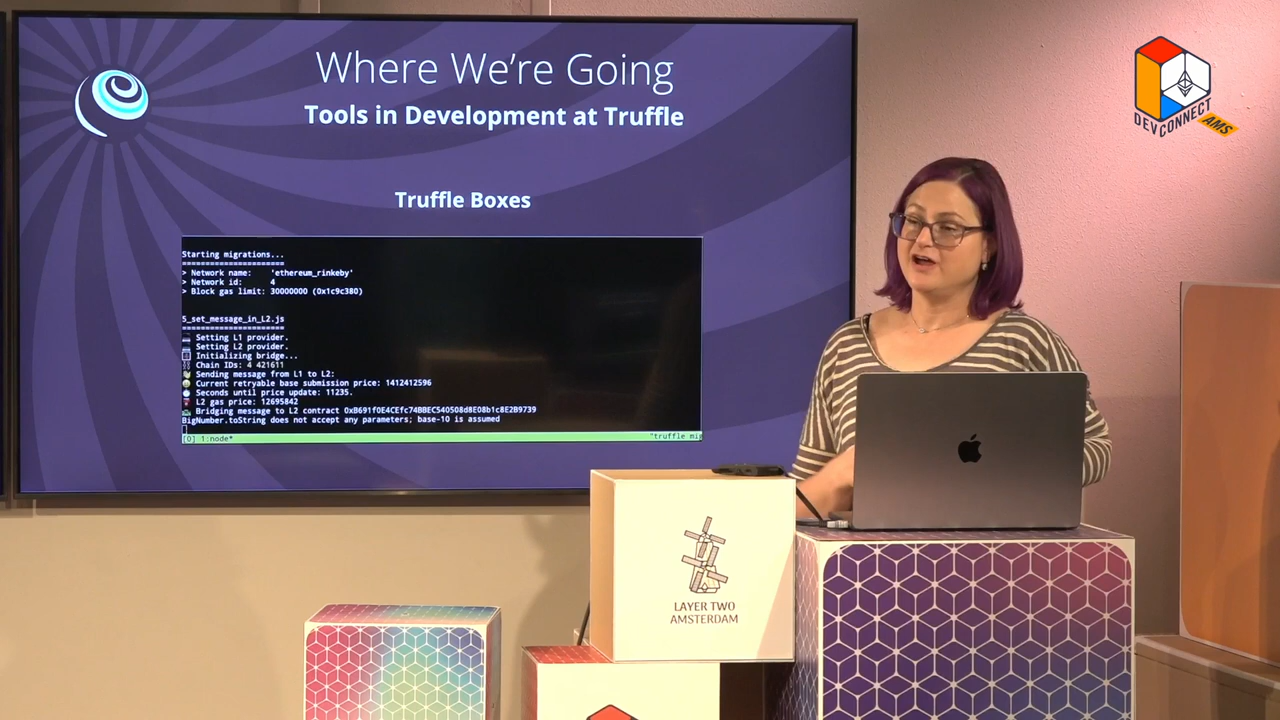 Where We're Going
Tools in Development at Truffle
Truffle Boxes
Starting migrations...
======================
> Network name:    'ethereum_rinkeby'
> Network id:      4
> Block gas limit: 30000000 (0x1c9c380)
5_set_message_in_L2.js
======================
Setting L1 provider.
Setting L2 provider.
Initializing bridge...
Chain IDs: 4 421611
Sending message from L1 to L2:
Current retryable base submission price: 1412412596
Seconds until price update: 11235.
L2 gas price: 12695842
Bridging message to L2 contract 0xB691f0E4CEfc74BBEC540508d8E08b1c8E2B9739
BigNumber.toString does not accept any parameters; base-10 is assumed
[0] 1:node* "truffle mig
DEVCONNECT
AMS
LAYER TWO
AMSTERDAM